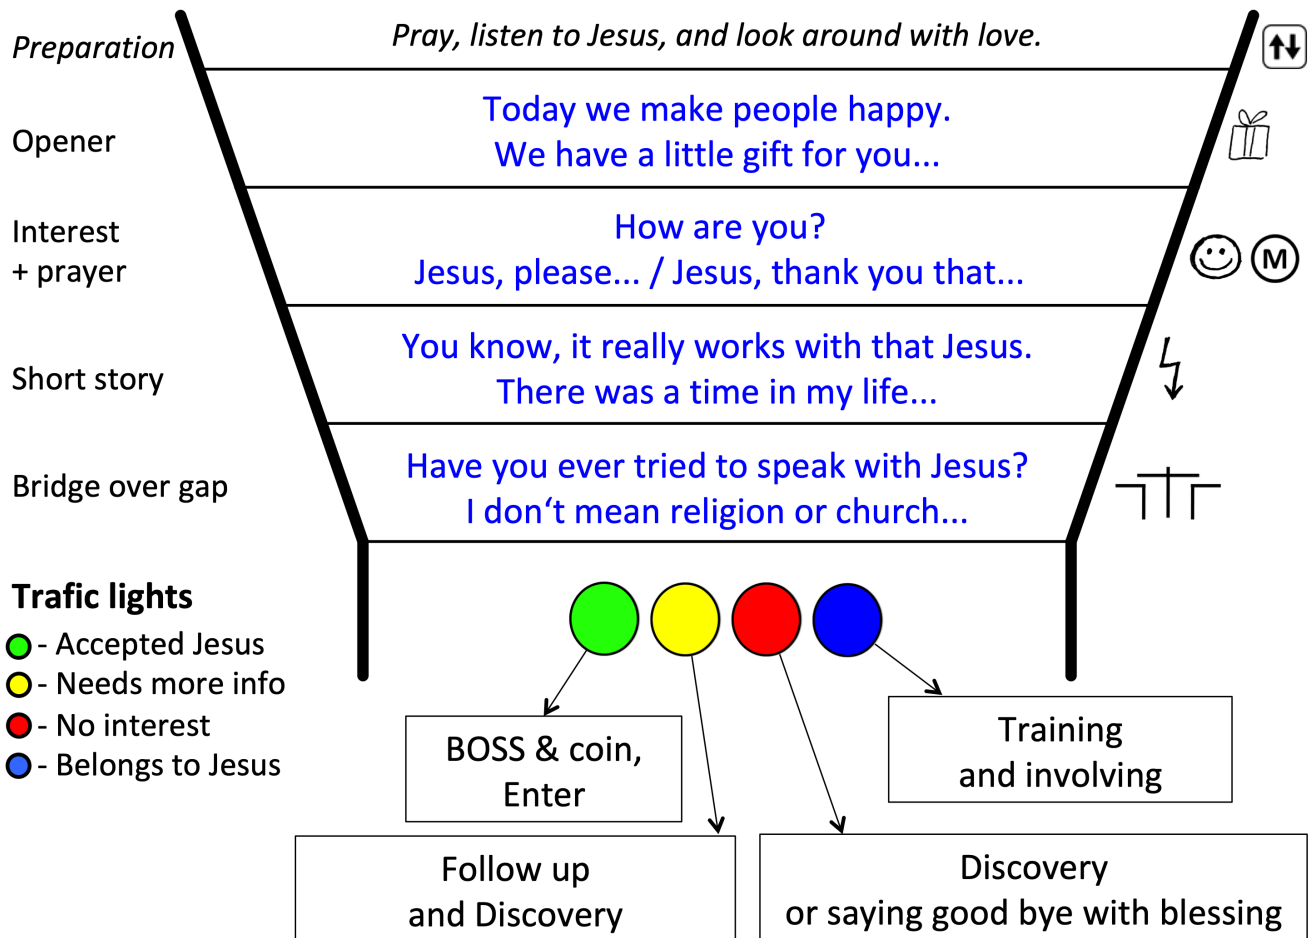 Preparation
Pray, listen to Jesus, and look around with love.
Opener
Today we make people happy.
We have a little gift for you...
Interest
+ prayer
How are you?
Jesus, please... / Jesus, thank you that...
M
Short story
You know, it really works with that Jesus.
There was a time in my life...
Bridge over gap
Have you ever tried to speak with Jesus?
I don‘t mean religion or church...
Trafic lights
- Accepted Jesus
- Needs more info
- No interest
- Belongs to Jesus
BOSS & coin,
Enter
Training
and involving
Follow up
and Discovery
Discovery
or saying good bye with blessing